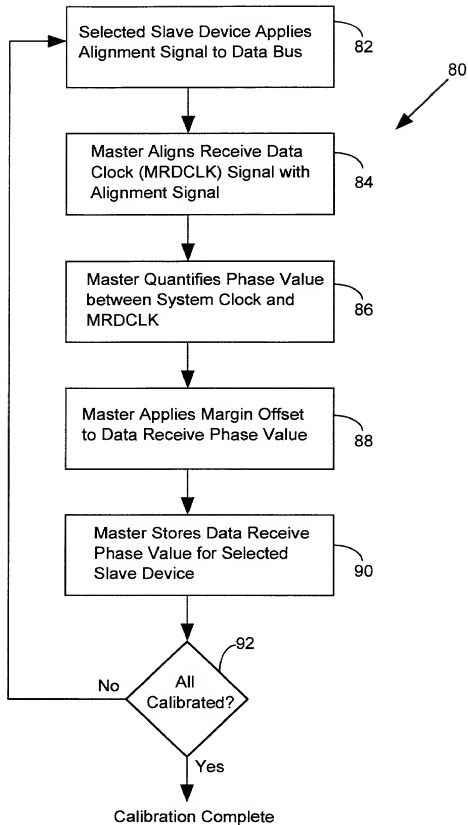 Selected Slave Device Applies
Alignment Signal to Data Bus
82
80
Master Aligns Receive Data
Clock (MRDCLK) Signal with
Alignment Signal
84
Master Quantifies Phase Value
between System Clock and
MRDCLK
86
Master Applies Margin Offset
to Data Receive Phase Value
88
Master Stores Data Receive
Phase Value for Selected
Slave Device
90
92
All
Calibrated?
No
Yes
Calibration Complete